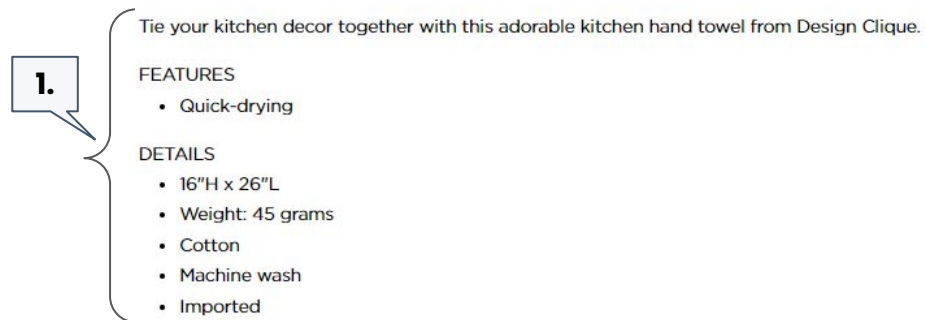 Tie your kitchen decor together with this adorable kitchen hand towel from Design Clique.
1.
FEATURES
• Quick-drying
DETAILS
• 16"H x 26"L
• Weight: 45 grams
• Cotton
• Machine wash
• Imported